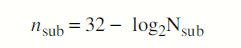 n_sub = 32 − log₂N_sub